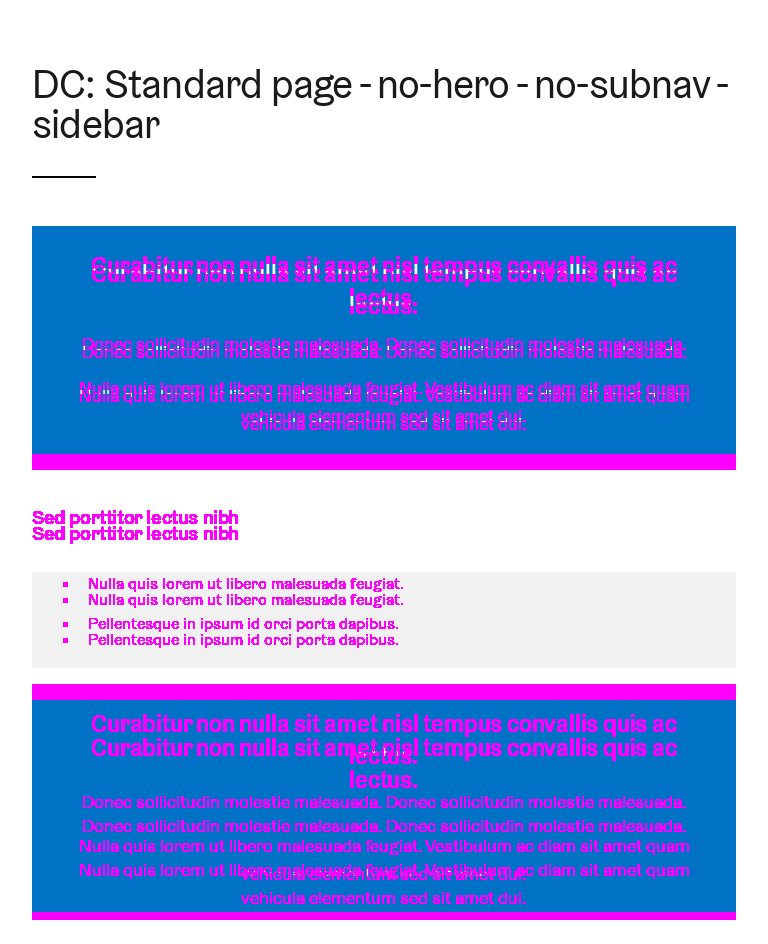 DC: Standard page - no-hero - no-subnav -
sidebar
Curabitur non nulla sit amet nisl tempus convallis quis ac
Curabitur non nulla sit amet nisl tempus convallis quis ac
lectus.
lectus.
Donec sollicitudin molestie malesuada. Donec sollicitudin molestie malesuada.
Donec sollicitudin molestie malesuada. Donec sollicitudin molestie malesuada.
Nulla quis lorem ut libero malesuada feugiat. Vestibulum ac diam sit amet quam
Nulla quis lorem ut libero malesuada feugiat. Vestibulum ac diam sit amet quam
vehicula elementum sed sit amet dui.
vehicula elementum sed sit amet dui.
Sed porttitor lectus nibh
Sed porttitor lectus nibh
Nulla quis lorem ut libero malesuada feugiat.
Nulla quis lorem ut libero malesuada feugiat.
Pellentesque in ipsum id orci porta dapibus.
Pellentesque in ipsum id orci porta dapibus.
Curabitur non nulla sit amet nisl tempus convallis quis ac
Curabitur non nulla sit amet nisl tempus convallis quis ac
lectus.
lectus.
Donec sollicitudin molestie malesuada. Donec sollicitudin molestie malesuada.
Donec sollicitudin molestie malesuada. Donec sollicitudin molestie malesuada.
Nulla quis lorem ut libero malesuada feugiat. Vestibulum ac diam sit amet quam
Nulla quis lorem ut libero malesuada feugiat. Vestibulum ac diam sit amet quam
vehicula elementum sed sit amet dui.
vehicula elementum sed sit amet dui.